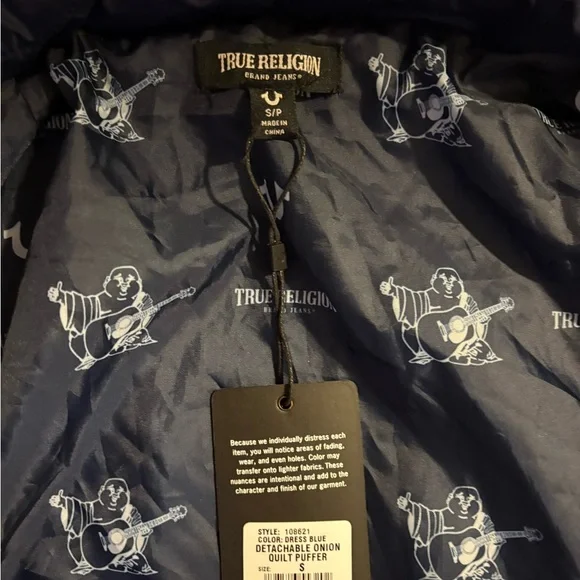 TRUE RELIGION
BRAND JEANS®
S/P
MADE IN
CHINA
RELIGION
TRUE RELIGION
BRAND JEANS
TRUE
Because we individually distress each
item, you will notice areas of fading,
wear, and even holes. Color may
transfer onto lighter fabrics. These
nuances are intentional and add to the
character and finish of our garment.
STYLE: 108621
COLOR: DRESS BLUE
DETACHABLE ONION
QUILT PUFFER
SIZE: S